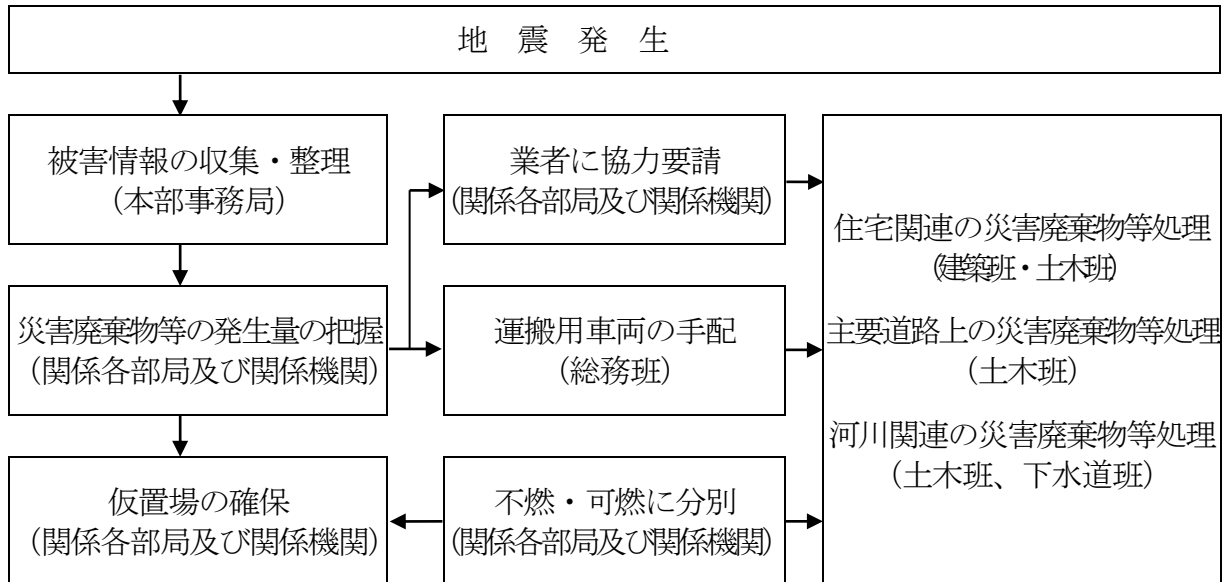 地 震 発 生
被害情報の収集・整理
（本部事務局）
業者に協力要請
（関係各部局及び関係機関）
住宅関連の災害廃棄物等処理
（建築班・土木班）
主要道路上の災害廃棄物等処理
（土木班）
河川関連の災害廃棄物等処理
（土木班、下水道班）
災害廃棄物等の発生量の把握
（関係各部局及び関係機関）
運搬用車両の手配
（総務班）
仮置場の確保
（関係各部局及び関係機関）
不燃・可燃に分別
（関係各部局及び関係機関）